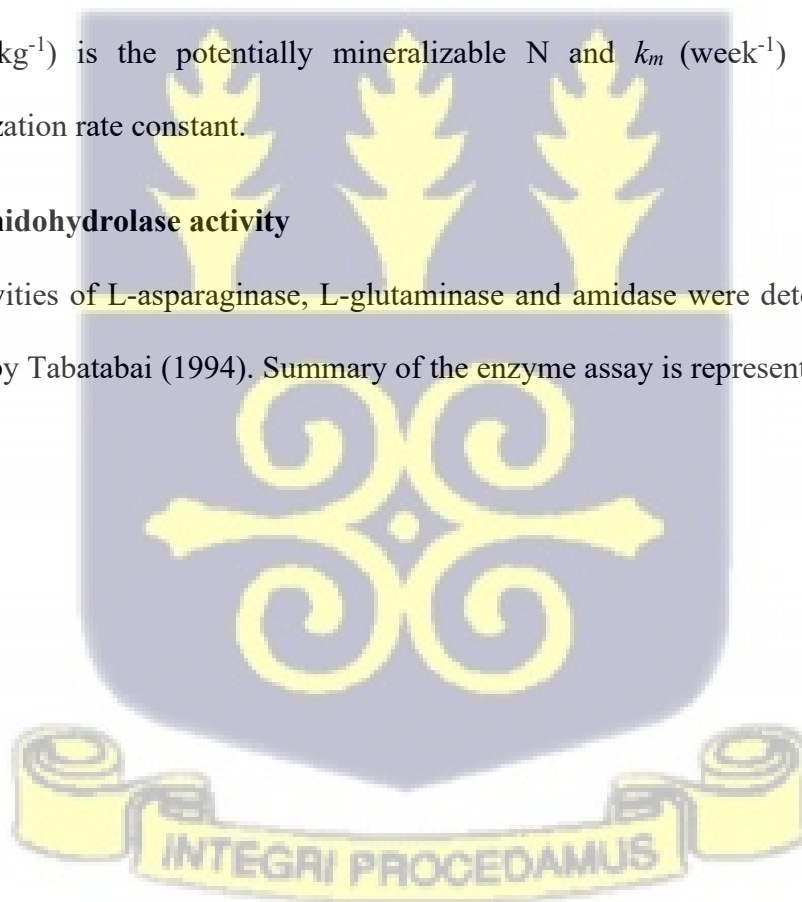 kg⁻¹) is the potentially mineralizable N and kₘ (week⁻¹)
zation rate constant.
nidohydrolase activity
vities of L-asparaginase, L-glutaminase and amidase were dete
by Tabatabai (1994). Summary of the enzyme assay is represent
INTEGRI PROCEDAMUS